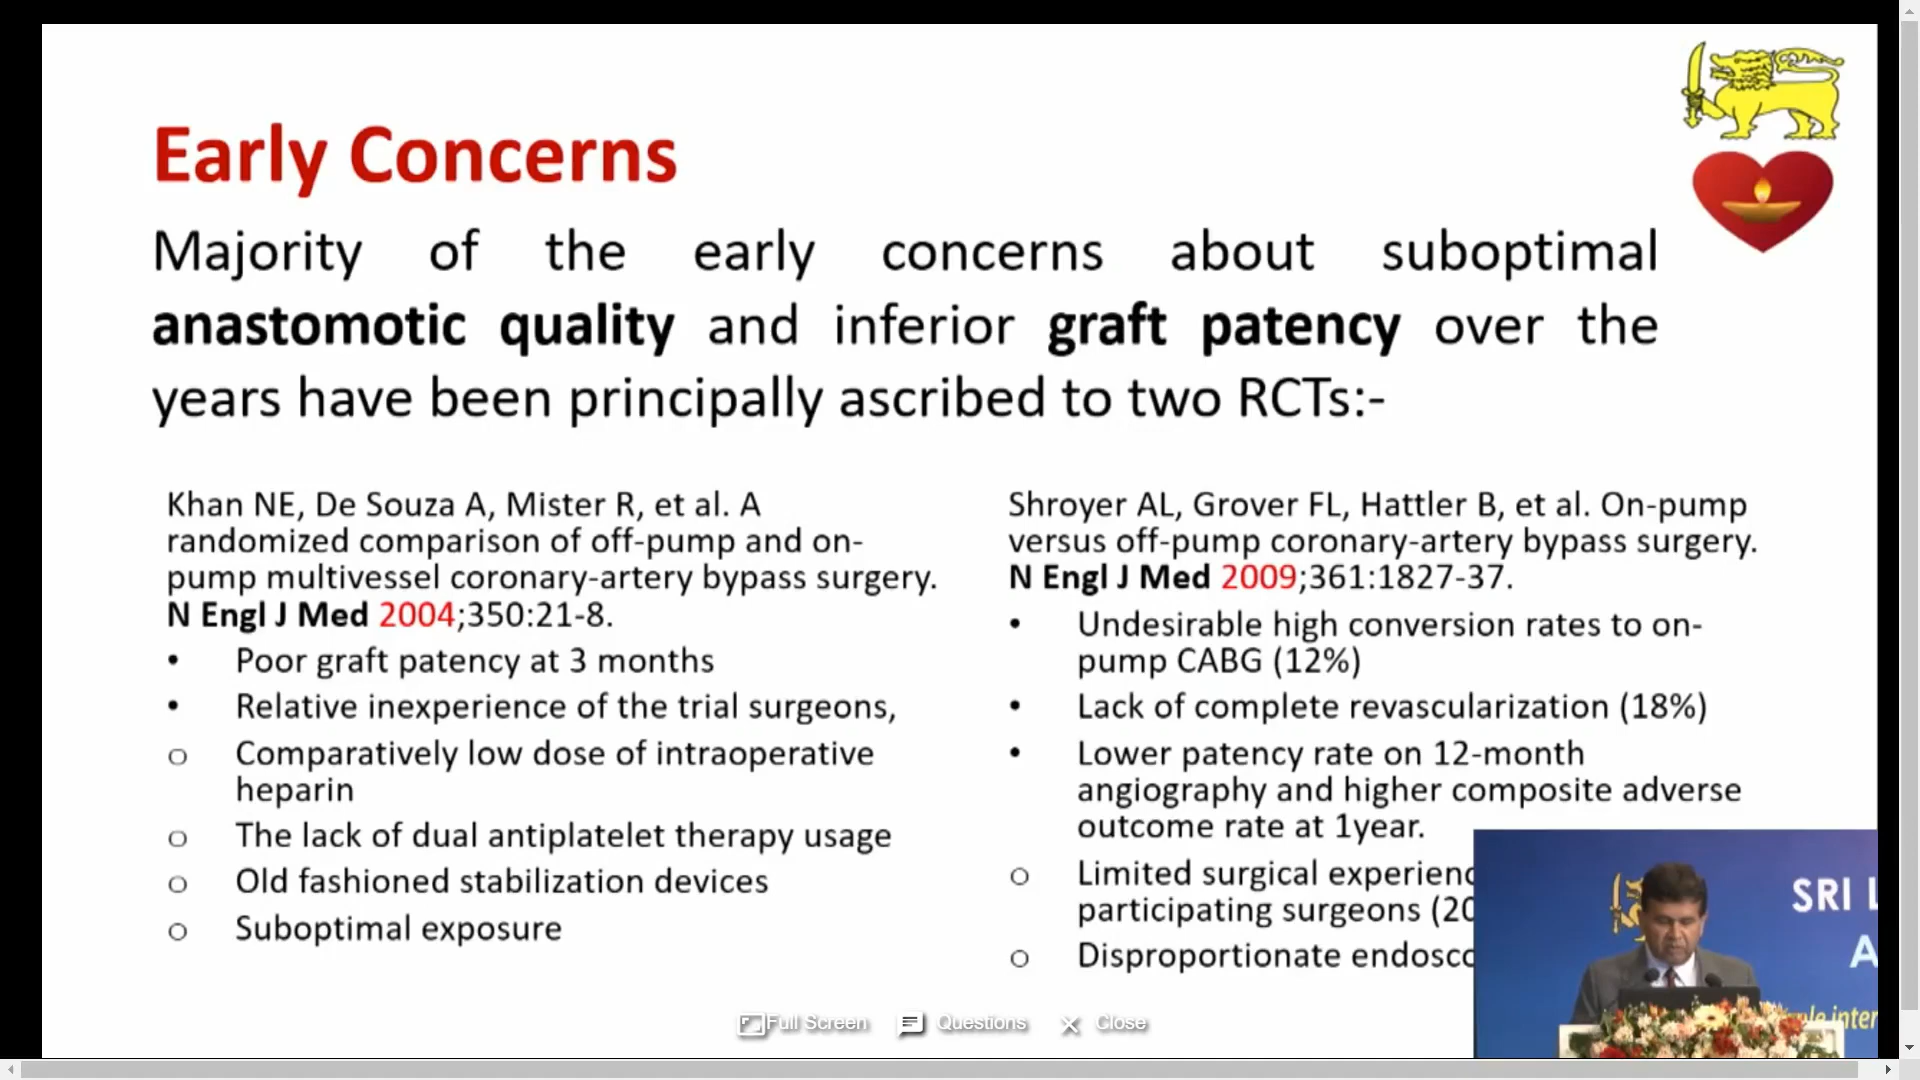 Early Concerns
Majority of the early concerns about suboptimal
anastomotic quality and inferior graft patency over the
years have been principally ascribed to two RCTs:-
Khan NE, De Souza A, Mister R, et al. A
randomized comparison of off-pump and on-
pump multivessel coronary-artery bypass surgery.
N Engl J Med 2004;350:21-8.
• Poor graft patency at 3 months
• Relative inexperience of the trial surgeons,
o Comparatively low dose of intraoperative
heparin
o The lack of dual antiplatelet therapy usage
o Old fashioned stabilization devices
o Suboptimal exposure
Shroyer AL, Grover FL, Hattler B, et al. On-pump
versus off-pump coronary-artery bypass surgery.
N Engl J Med 2009;361:1827-37.
• Undesirable high conversion rates to on-
pump CABG (12%)
• Lack of complete revascularization (18%)
• Lower patency rate on 12-month
angiography and higher composite adverse
outcome rate at 1year.
o Limited surgical experienc
participating surgeons (20
o Disproportionate endosco
SRI L
A
inter
Full Screen Questions Close